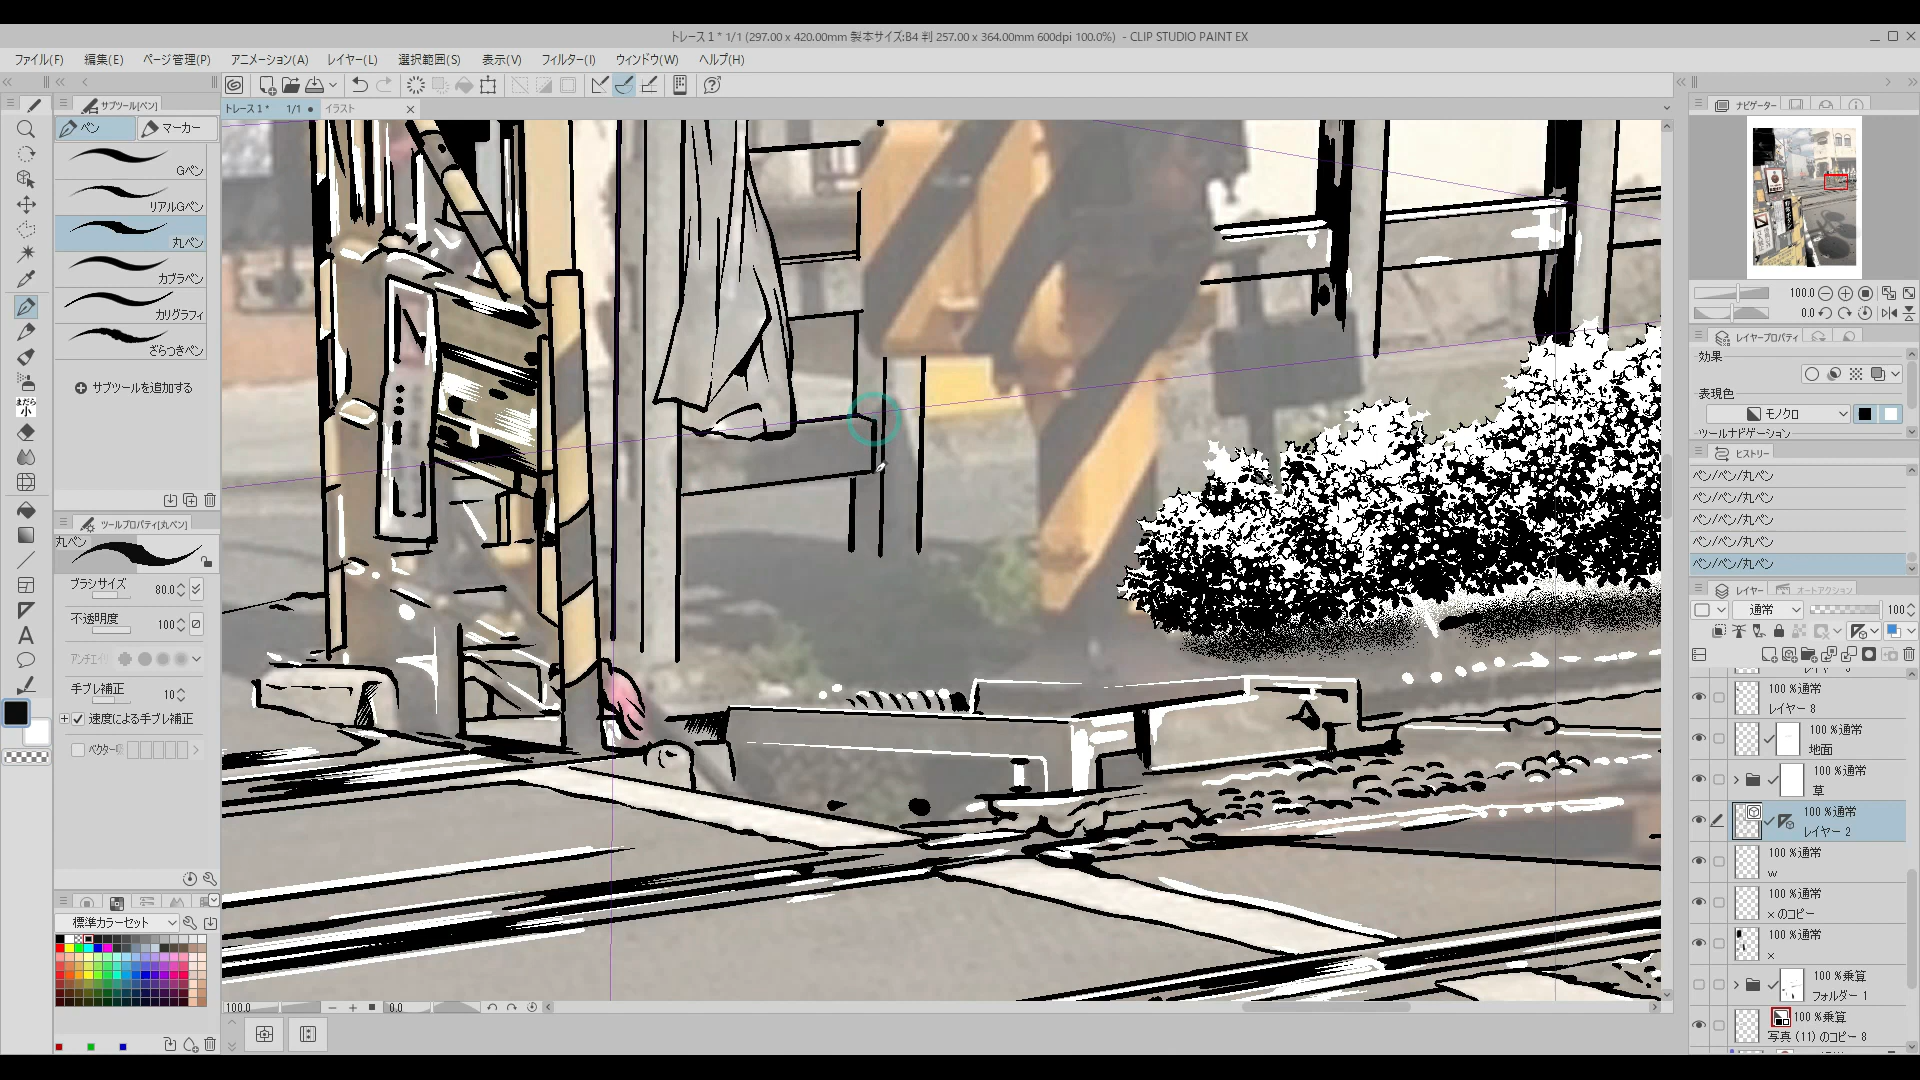 トレース１* 1/1 (297.00 x 420.00mm 製本サイズ:B4 判 257.00 x 364.00mm 600dpi 100.0%) - CLIP STUDIO PAINT EX
ファイル(F) 編集(E) ページ管理(P) アニメーション(A) レイヤー(L) 選択範囲(S) 表示(V) フィルター(I) ウィンドウ(W) ヘルプ(H)
サブツール[ペン]
トレース１* 1/1 イラスト
ナビゲーター
ペン マーカー
Gペン
リアルGペン
丸ペン
カブラペン
カリグラフィ
ざらつきペン
サブツールを追加する
まだら
小
ツールプロパティ[丸ペン]
丸ペン
ブラシサイズ 80.0
不透明度 100
手ブレ補正 10
速度による手ブレ補正
標準カラーセット
100.0 0.0
100.0
0.0
レイヤープロパティ
効果
表現色
モノクロ
ツールナビゲーション
ヒストリー
ペン/ペン/丸ペン
ペン/ペン/丸ペン
ペン/ペン/丸ペン
ペン/ペン/丸ペン
ペン/ペン/丸ペン
レイヤー オートアクション
通常 100
100 %通常
レイヤー 8
100 %通常
地面
100 %通常
草
100 %通常
レイヤー 2
100 %通常
w
100 %通常
x のコピー
100 %通常
x
100 %乗算
フォルダー 1
100 %乗算
写真 (11) のコピー 8